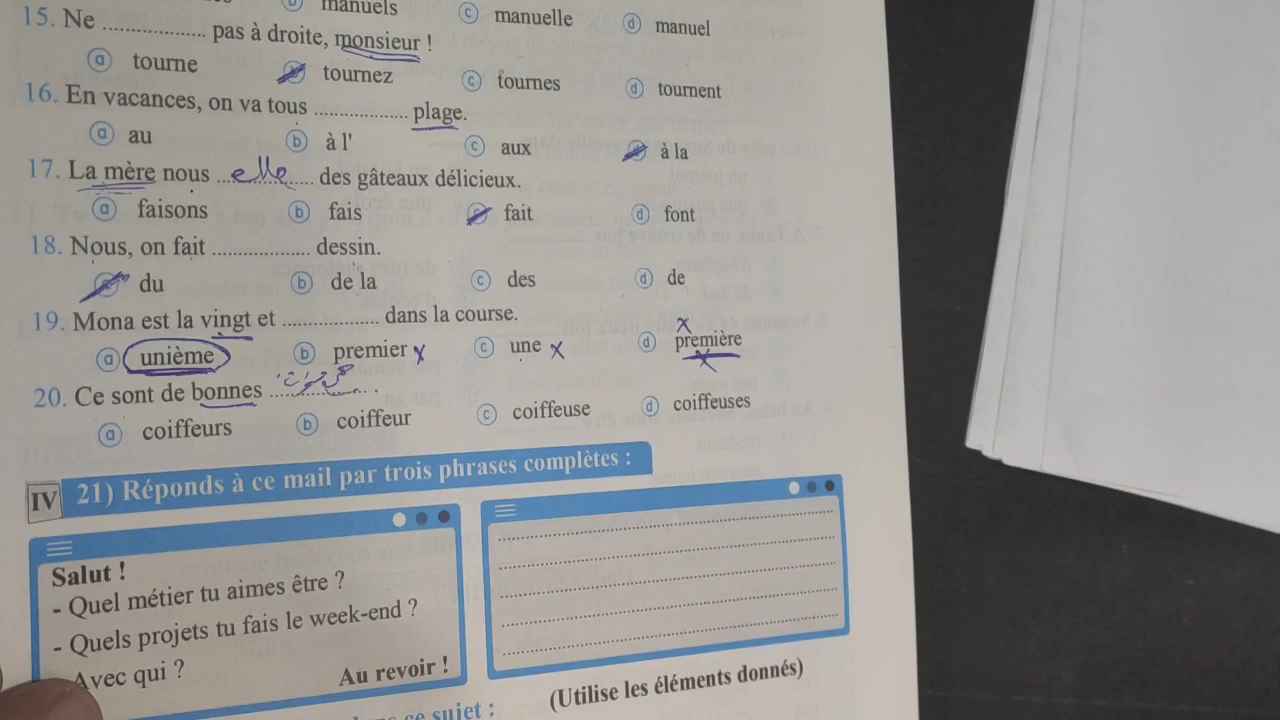 manuels ⓒ manuelle ⓓ manuel
15. Ne .................. pas à droite, monsieur !
ⓐ tourne tournez ⓒ tournes ⓓ tournent
16. En vacances, on va tous .................. plage.
ⓐ au ⓑ à l' ⓒ aux à la
17. La mère nous ... elle ... des gâteaux délicieux.
ⓐ faisons ⓑ fais fait ⓓ font
18. Nous, on fait .................. dessin.
du ⓑ de la ⓒ des ⓓ de
19. Mona est la vingt et .................. dans la course.
ⓐ unième ⓑ premier x ⓒ une x ⓓ première x
20. Ce sont de bonnes .................. .
ⓐ coiffeurs ⓑ coiffeur ⓒ coiffeuse ⓓ coiffeuses
IV 21) Réponds à ce mail par trois phrases complètes :
Salut !
- Quel métier tu aimes être ?
- Quels projets tu fais le week-end ?
Avec qui ?
Au revoir !
(Utilise les éléments donnés)
ce sujet :